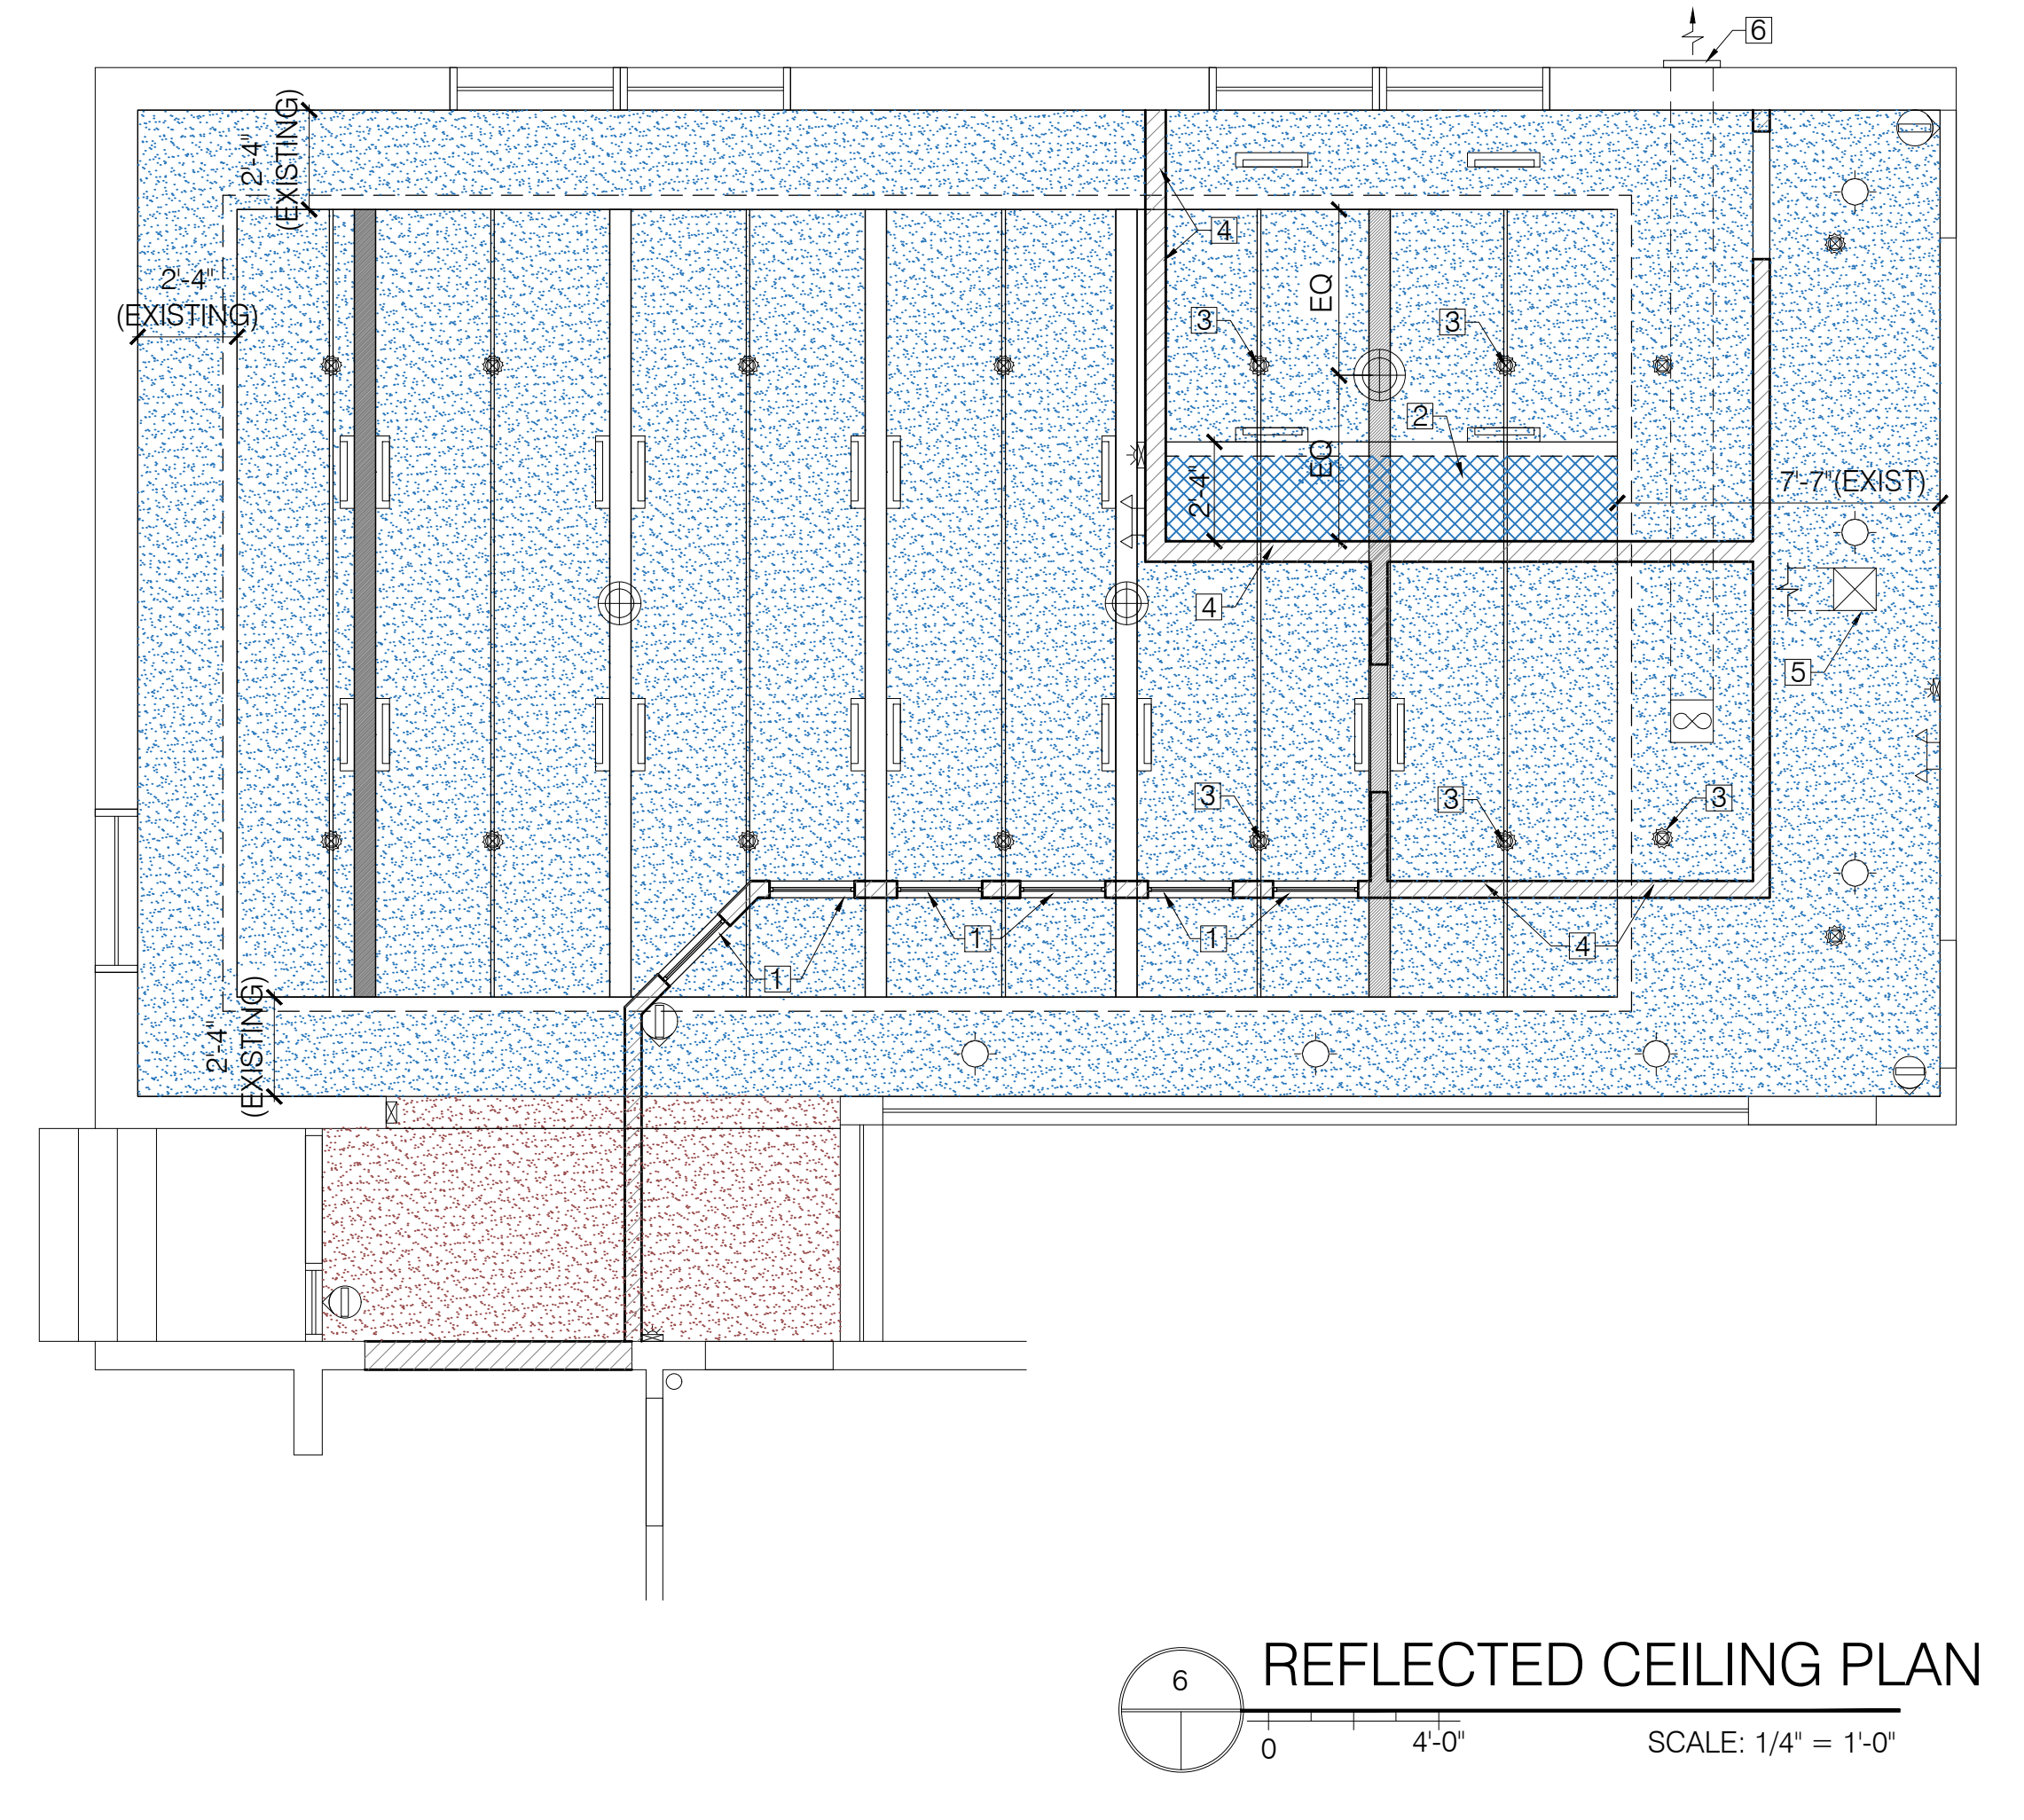 6
2'-4"
(EXISTING)
2'-4"
(EXISTING)
4
3
EQ
3
2
EQ
2'-4"
7'-7"(EXIST)
4
5
3
3
3
1
1
1
4
2'-4"
(EXISTING)
6
REFLECTED CEILING PLAN
0
4'-0"
SCALE: 1/4" = 1'-0"